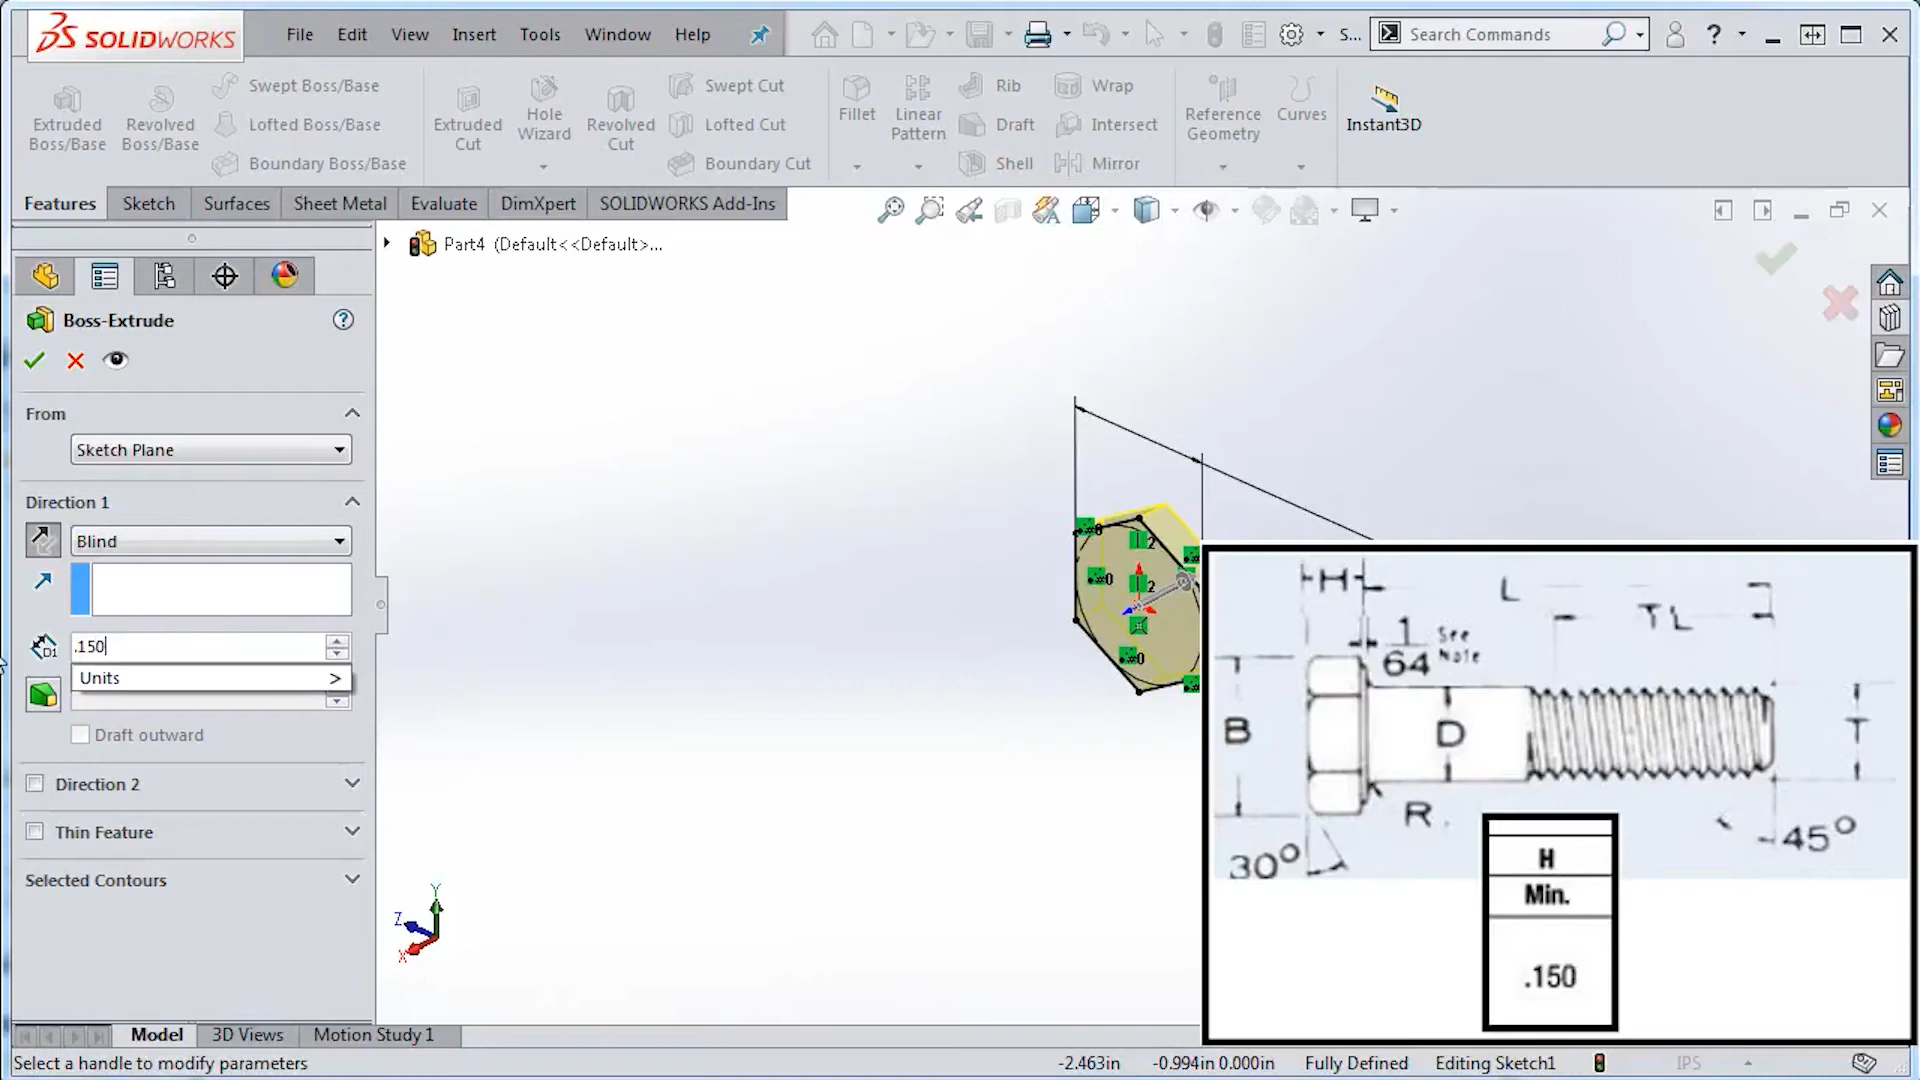 SOLIDWORKS
File Edit View Insert Tools Window Help
S...
Search Commands
?
Extruded Boss/Base
Revolved Boss/Base
Swept Boss/Base
Lofted Boss/Base
Boundary Boss/Base
Extruded Cut
Hole Wizard
Revolved Cut
Swept Cut
Lofted Cut
Boundary Cut
Fillet
Linear Pattern
Rib
Draft
Shell
Wrap
Intersect
Mirror
Reference Geometry
Curves
Instant3D
Features Sketch Surfaces Sheet Metal Evaluate DimXpert SOLIDWORKS Add-Ins
Part4 (Default<<Default>...
Boss-Extrude
?
From
Sketch Plane
Direction 1
Blind
D1
.150
Units >
Draft outward
Direction 2
Thin Feature
Selected Contours
2
2
Y
Z
X
H
L
TL
1
64
See
Note
B
D
T
R.
30°
45°
H
Min.
.150
Model 3D Views Motion Study 1
Select a handle to modify parameters
-2.463in -0.994in 0.000in Fully Defined Editing Sketch1 IPS